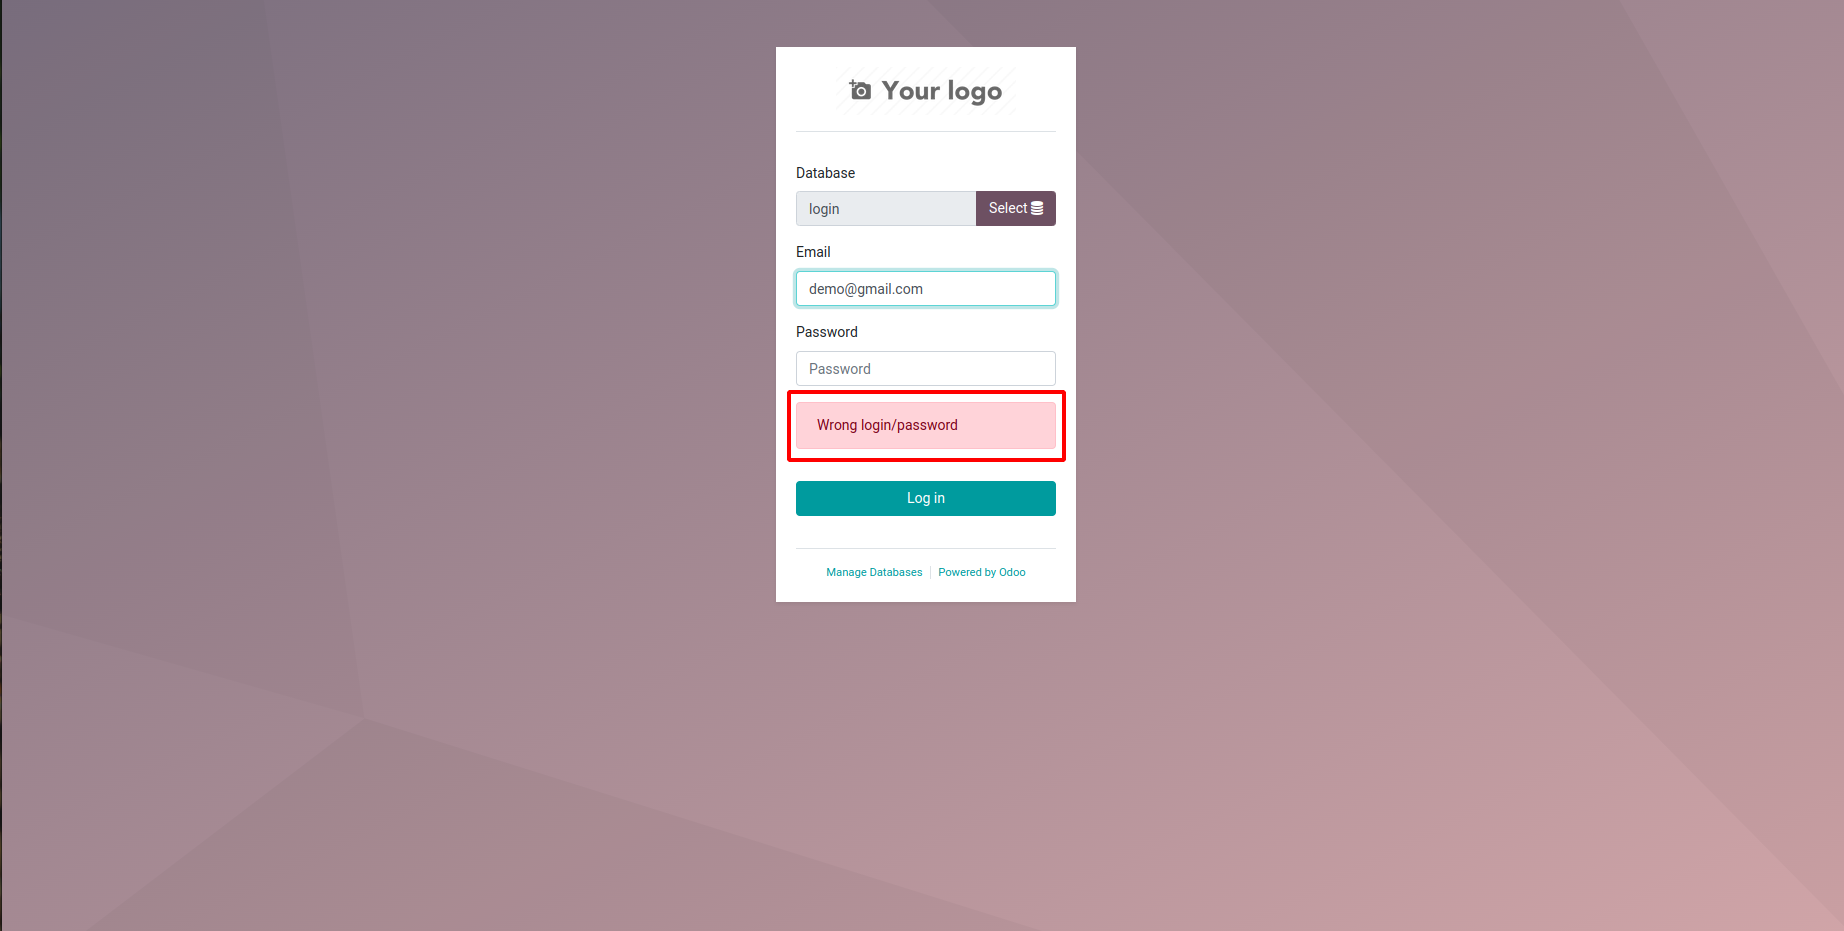 Your logo
Database
login
Select
Email
demo@gmail.com
Password
Password
Wrong login/password
Log in
Manage Databases
Powered by Odoo